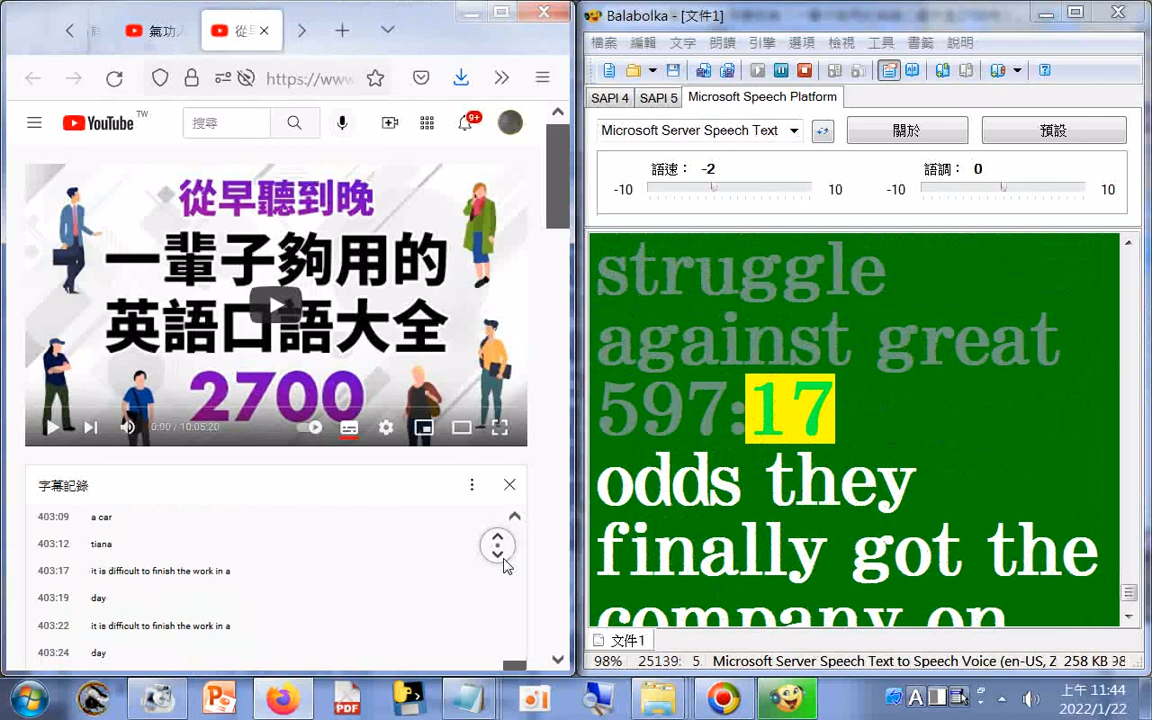 氣功
從
https://www
YouTube TW
搜尋
9+
從早聽到晚
一輩子夠用的
英語口語大全
2700
0:00 / 10:05:20
字幕記錄
403:09 a car
403:12 tiana
403:17 it is difficult to finish the work in a
403:19 day
403:22 it is difficult to finish the work in a
403:24 day
Balabolka - [文件1]
檔案 編輯 文字 朗讀 引擎 選項 檢視 工具 書籤 說明
SAPI 4 SAPI 5 Microsoft Speech Platform
Microsoft Server Speech Text 關於 預設
語速： -2 語調： 0
-10 10 -10 10
struggle
against great
597:17
odds they
finally got the
company on
文件1
98% 25139: 5. Microsoft Server Speech Text to Speech Voice (en-US, Z 258 KB 98
PDF
A
上午 11:44
2022/1/22